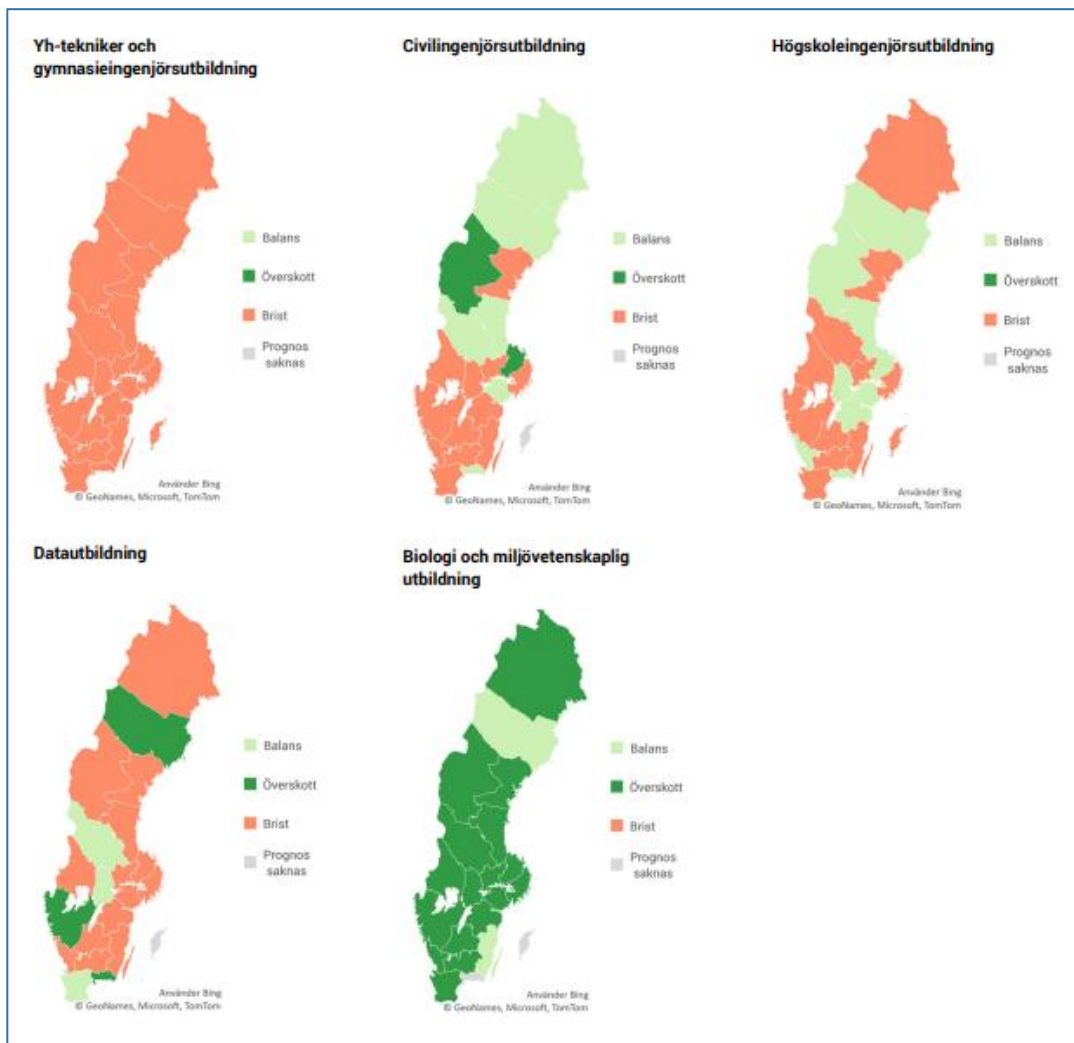 Yh-tekniker och
gymnasieingenjörsutbildning
Balans
Överskott
Brist
Prognos
saknas
Använder Bing
© GeoNames, Microsoft, TomTom
Civilingenjörsutbildning
Balans
Överskott
Brist
Prognos
saknas
Använder Bing
© GeoNames, Microsoft, TomTom
Högskoleingenjörsutbildning
Balans
Överskott
Brist
Prognos
saknas
Använder Bing
© GeoNames, Microsoft, TomTom
Datautbildning
Balans
Överskott
Brist
Prognos
saknas
Använder Bing
© GeoNames, Microsoft, TomTom
Biologi och miljövetenskaplig
utbildning
Balans
Överskott
Brist
Prognos
saknas
Använder Bing
© GeoNames, Microsoft, TomTom